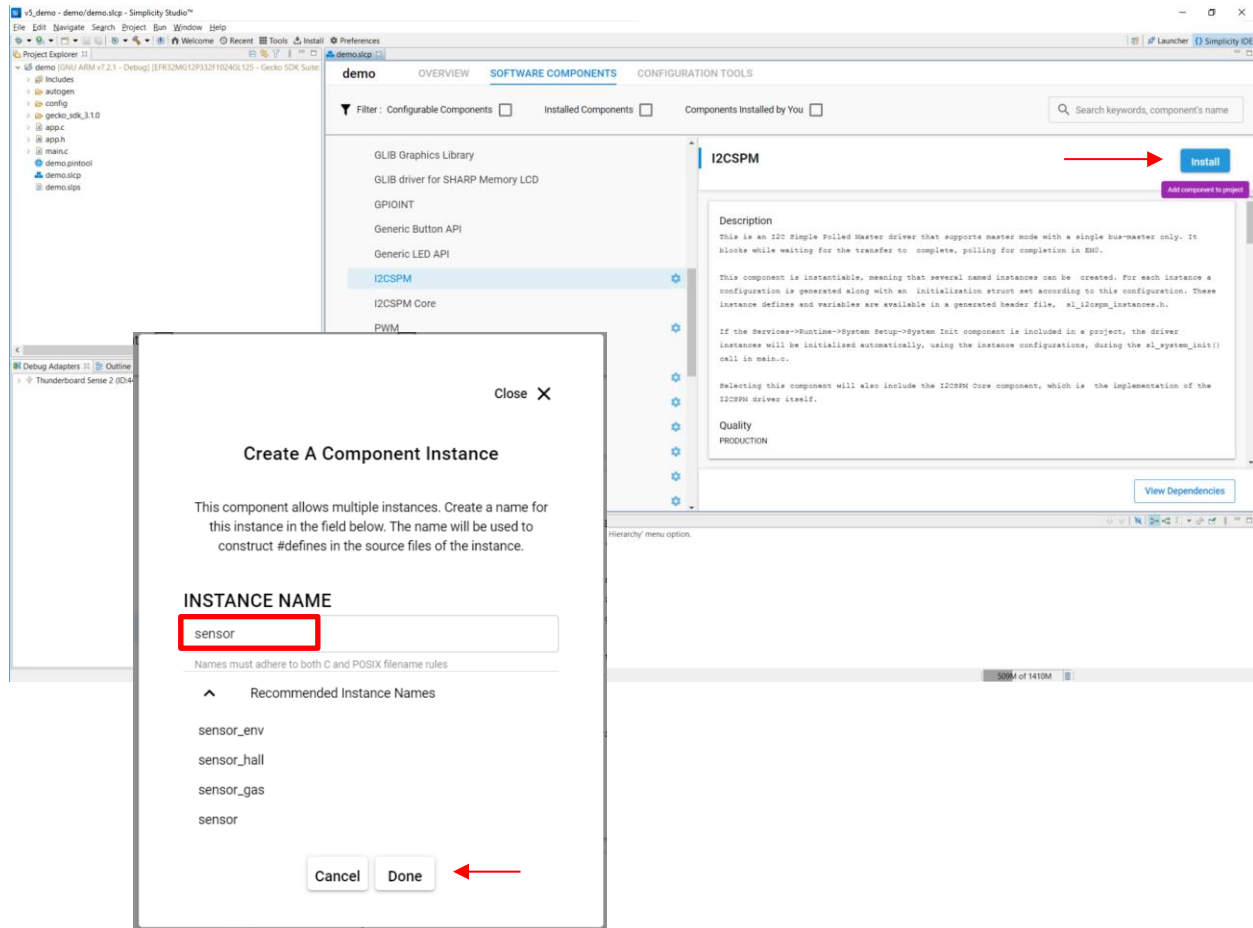 v5_demo - demo/demo.slcp - Simplicity Studio™
File Edit Navigate Search Project Run Window Help
Welcome Recent Tools Install Preferences
Launcher Simplicity IDE
Project Explorer
demo [GNU ARM v7.2.1 - Debug] [EFR32MG12P332F1024GL125 - Gecko SDK Suite:
Includes
autogen
config
gecko_sdk_3.1.0
app.c
app.h
main.c
demo.pintool
demo.slcp
demo.slps
Debug Adapters Outline
Thunderboard Sense 2 (ID:44
demo.slcp
demo OVERVIEW SOFTWARE COMPONENTS CONFIGURATION TOOLS
Filter : Configurable Components Installed Components Components Installed by You
Search keywords, component's name
GLIB Graphics Library
GLIB driver for SHARP Memory LCD
GPIOINT
Generic Button API
Generic LED API
I2CSPM
I2CSPM Core
PWM
I2CSPM
Install
Add component to project
Description
This is an I2C Simple Polled Master driver that supports master mode with a single bus-master only. It
blocks while waiting for the transfer to complete, polling for completion in EM0.
This component is instantiable, meaning that several named instances can be created. For each instance a
configuration is generated along with an initialization struct set according to this configuration. These
instance defines and variables are available in a generated header file, sl_i2cspm_instances.h.
If the Services->Runtime->System Setup->System Init component is included in a project, the driver
instances will be initialized automatically, using the instance configurations, during the sl_system_init()
call in main.c.
Selecting this component will also include the I2CSPM Core component, which is the implementation of the
I2CSPM driver itself.
Quality
PRODUCTION
View Dependencies
Hierarchy' menu option.
509M of 1410M
Close
Create A Component Instance
This component allows multiple instances. Create a name for
this instance in the field below. The name will be used to
construct #defines in the source files of the instance.
INSTANCE NAME
sensor
Names must adhere to both C and POSIX filename rules
Recommended Instance Names
sensor_env
sensor_hall
sensor_gas
sensor
Cancel Done